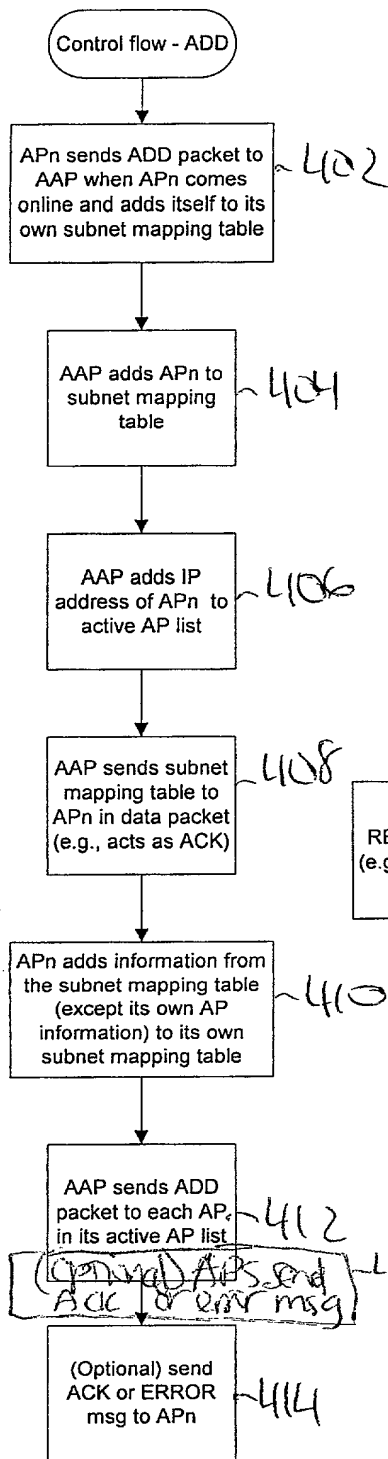 Control flow - ADD
APn sends ADD packet to
AAP when APn comes
online and adds itself to its
own subnet mapping table
402
AAP adds APn to
subnet mapping
table
404
AAP adds IP
address of APn to
active AP list
406
AAP sends subnet
mapping table to
APn in data packet
(e.g., acts as ACK)
408
RE
(e.g
APn adds information from
the subnet mapping table
(except its own AP
information) to its own
subnet mapping table
410
AAP sends ADD
packet to each AP
in its active AP list
412
(optional) APs send
Ack or error msg
(Optional) send
ACK or ERROR
msg to APn
414